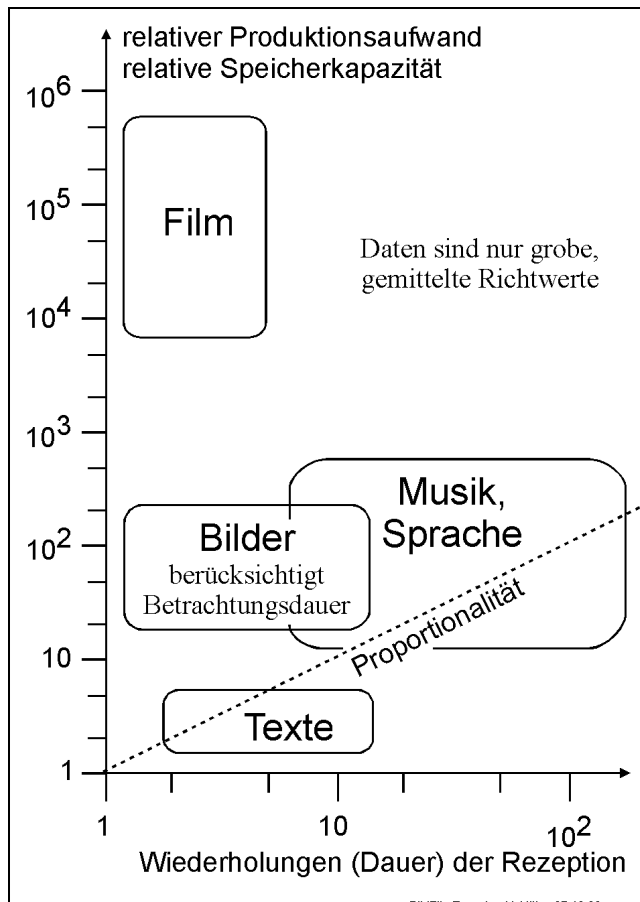 relativer Produktionsaufwand
relative Speicherkapazität
10⁶
Film
10⁵
Daten sind nur grobe,
gemittelte Richtwerte
10⁴
10³
Musik,
Sprache
Bilder
berücksichtigt
Betrachtungsdauer
10²
Proportionalität
10
Texte
1
1
10
10²
Wiederholungen (Dauer) der Rezeption